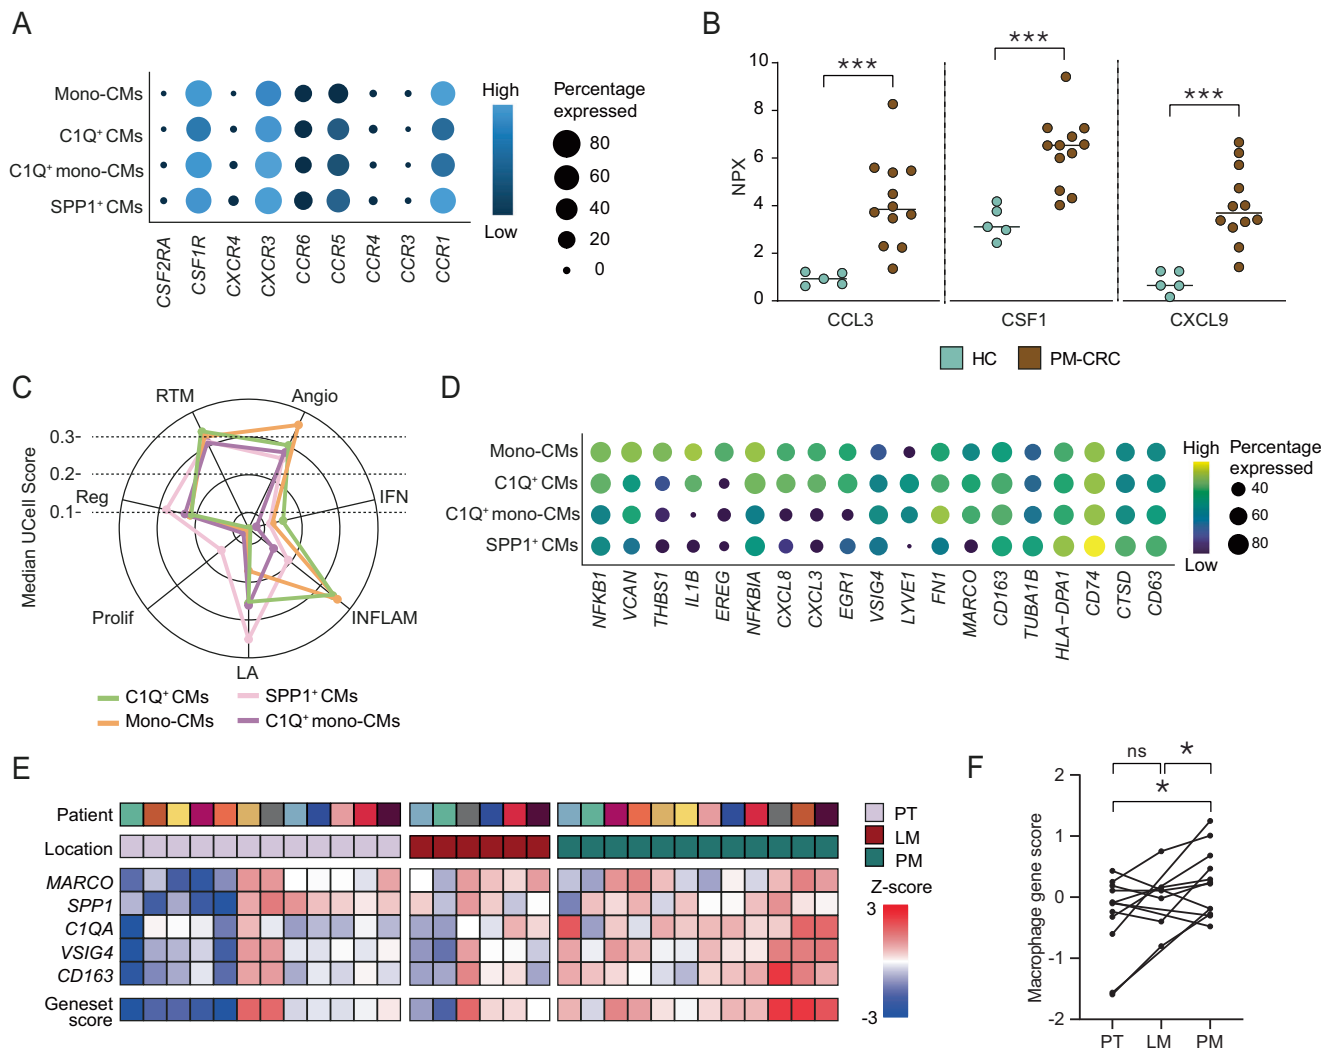 A
Mono-CMs
C1Q+ CMs
C1Q+ mono-CMs
SPP1+ CMs
CSF2RA
CSF1R
CXCR4
CXCR3
CCR6
CCR5
CCR4
CCR3
CCR1
High
Low
Percentage
expressed
80
60
40
20
0
B
NPX
10
8
6
4
2
0
***
***
***
CCL3
CSF1
CXCL9
HC
PM-CRC
C
Median UCell Score
0.3
0.2
0.1
RTM
Angio
IFN
INFLAM
LA
Prolif
Reg
C1Q+ CMs
SPP1+ CMs
Mono-CMs
C1Q+ mono-CMs
D
Mono-CMs
C1Q+ CMs
C1Q+ mono-CMs
SPP1+ CMs
NFKB1
VCAN
THBS1
IL1B
EREG
NFKBIA
CXCL8
CXCL3
EGR1
VSIG4
LYVE1
FN1
MARCO
CD163
TUBA1B
HLA-DPA1
CD74
CTSD
CD63
High
Low
Percentage
expressed
40
60
80
E
Patient
Location
MARCO
SPP1
C1QA
VSIG4
CD163
Geneset
score
PT
LM
PM
Z-score
3
-3
F
Macrophage gene score
2
1
0
-1
-2
ns
*
*
PT
LM
PM